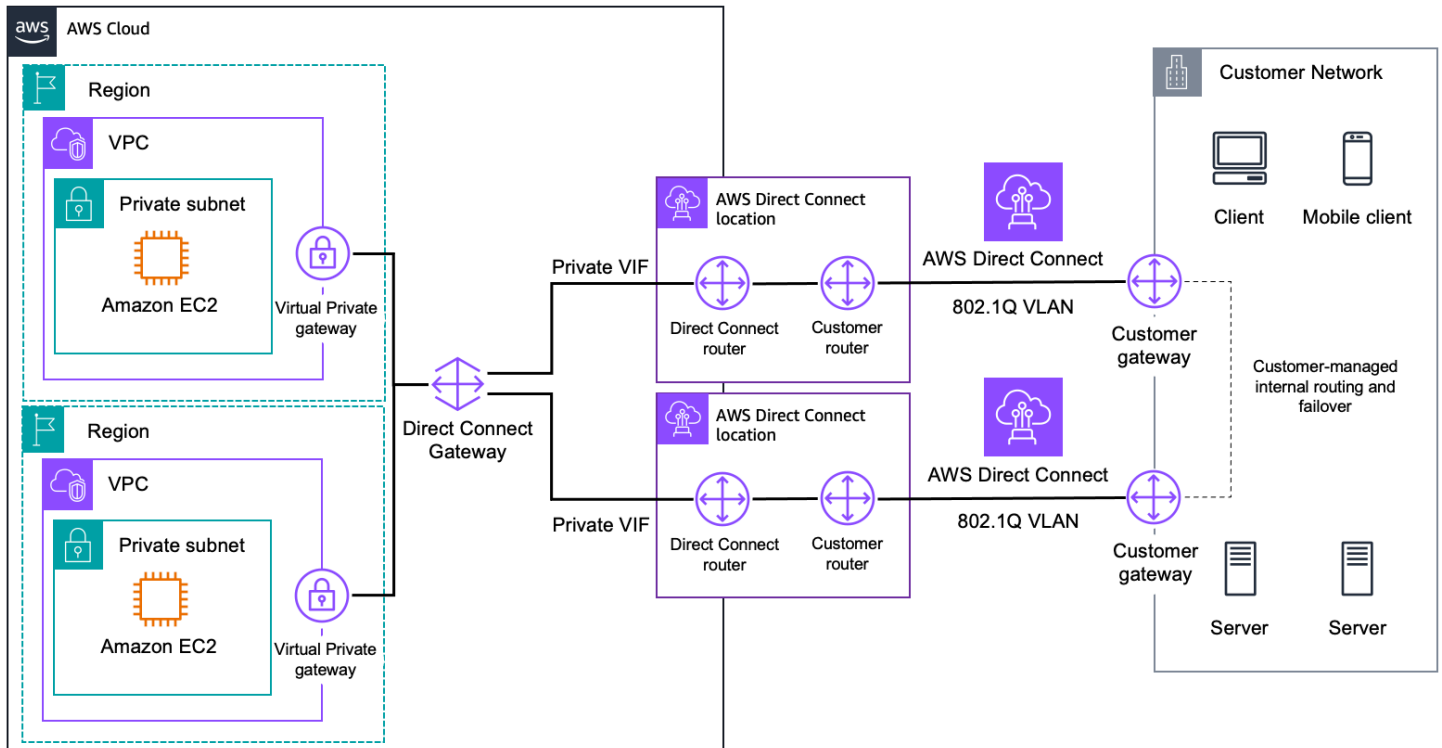 aws
AWS Cloud
Region
VPC
Private subnet
Amazon EC2
Virtual Private
gateway
Region
VPC
Private subnet
Amazon EC2
Virtual Private
gateway
Direct Connect
Gateway
Private VIF
Private VIF
AWS Direct Connect
location
Direct Connect
router
Customer
router
AWS Direct Connect
location
Direct Connect
router
Customer
router
AWS Direct Connect
802.1Q VLAN
AWS Direct Connect
802.1Q VLAN
Customer Network
Client
Mobile client
Customer
gateway
Customer-managed
internal routing and
failover
Customer
gateway
Server
Server